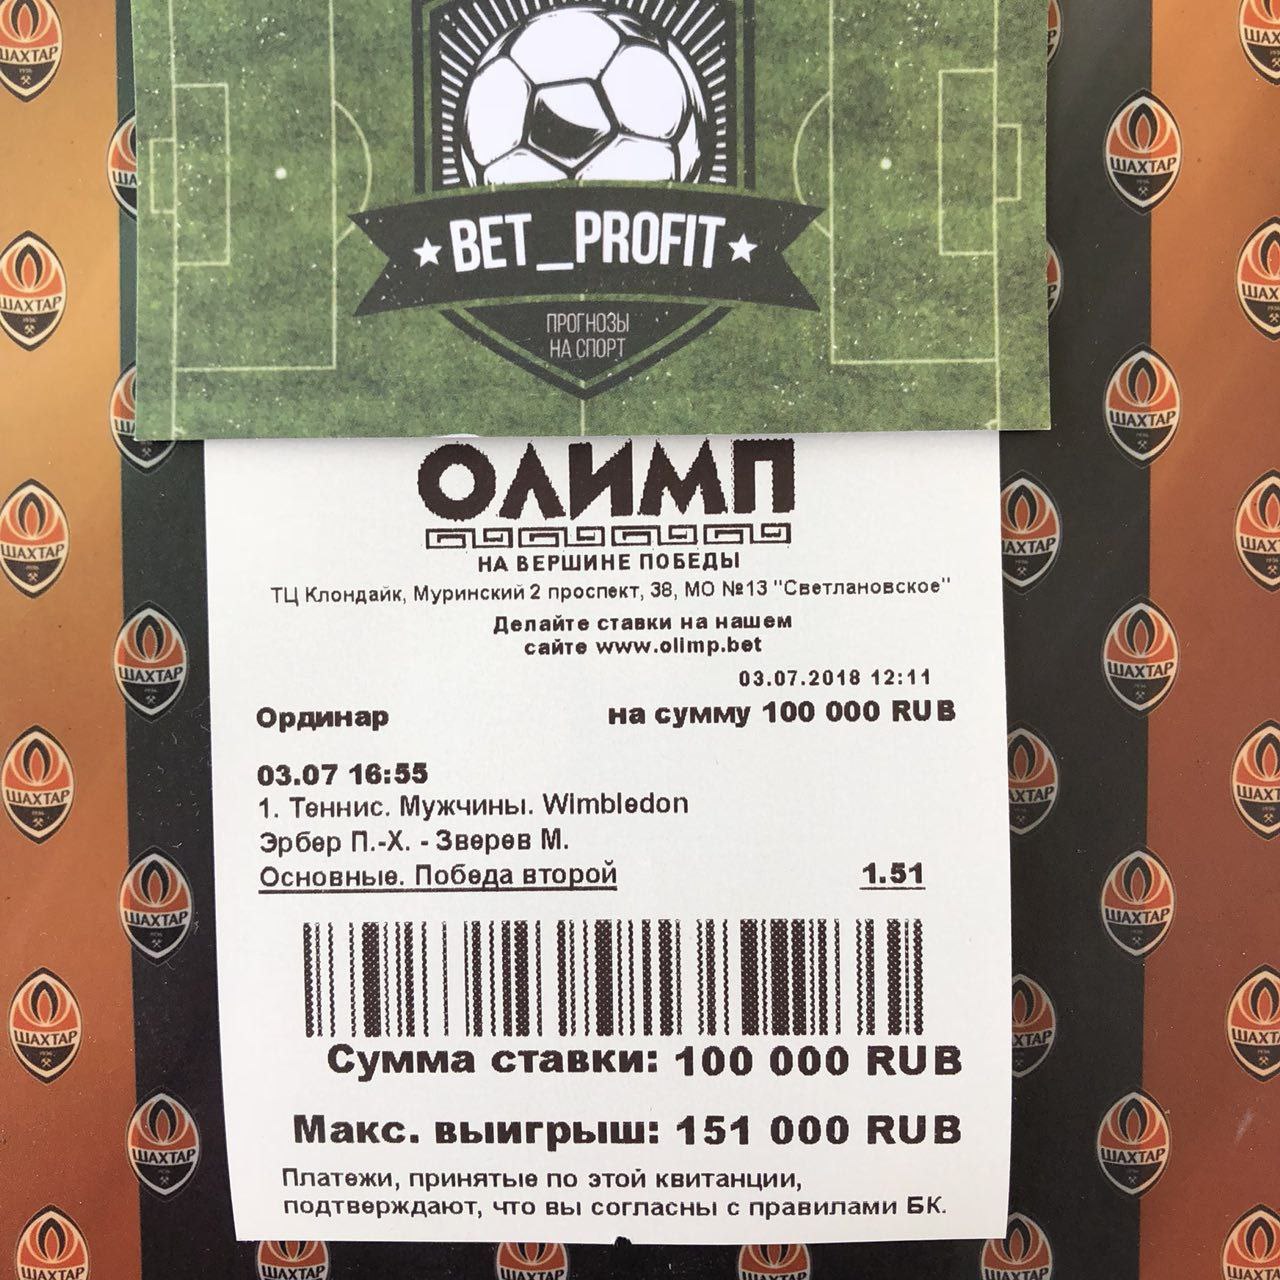 BET_PROFIT
ПРОГНОЗЫ
НА СПОРТ
ОЛИМП
НА ВЕРШИНЕ ПОБЕДЫ
ТЦ Клондайк, Муринский 2 проспект, 38, МО №13 "Светлановское"
Делайте ставки на нашем
сайте www.olimp.bet
03.07.2018 12:11
Ординар на сумму 100 000 RUB
03.07 16:55
1. Теннис. Мужчины. Wimbledon
Эрбер П.-Х. - Зверев М.
Основные. Победа второй 1.51
Сумма ставки: 100 000 RUB
Макс. выигрыш: 151 000 RUB
Платежи, принятые по этой квитанции,
подтверждают, что вы согласны с правилами БК.
ШАХТАР
1936